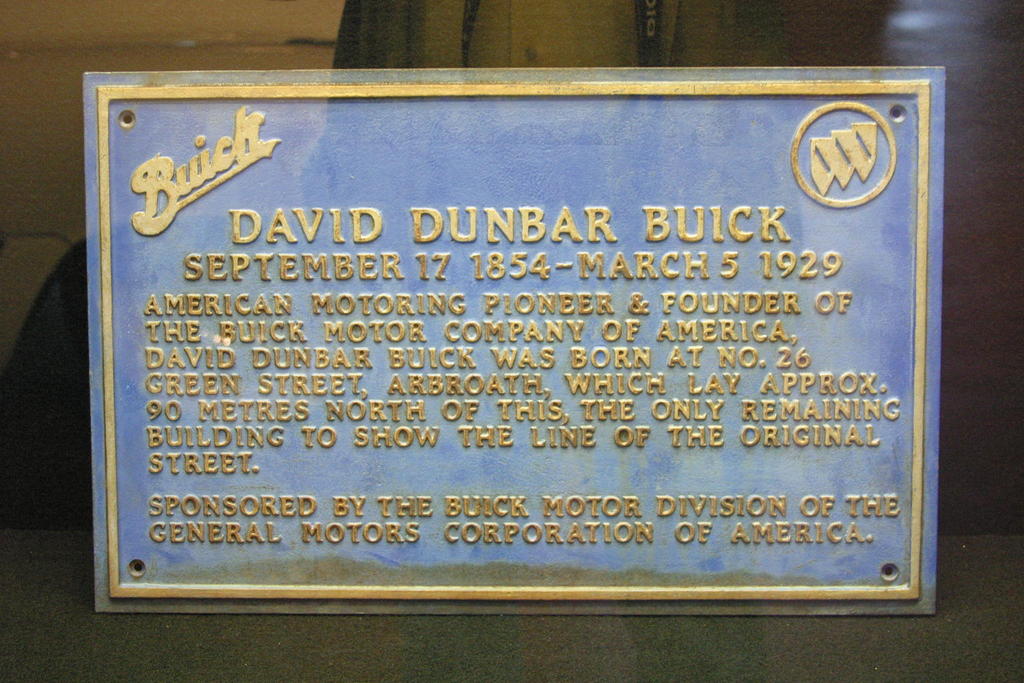 Buick
DAVID DUNBAR BUICK
SEPTEMBER 17 1854-MARCH 5 1929
AMERICAN MOTORING PIONEER & FOUNDER OF
THE BUICK MOTOR COMPANY OF AMERICA,
DAVID DUNBAR BUICK WAS BORN AT NO. 26
GREEN STREET, ARBROATH, WHICH LAY APPROX.
90 METRES NORTH OF THIS, THE ONLY REMAINING
BUILDING TO SHOW THE LINE OF THE ORIGINAL
STREET.
SPONSORED BY THE BUICK MOTOR DIVISION OF THE
GENERAL MOTORS CORPORATION OF AMERICA.